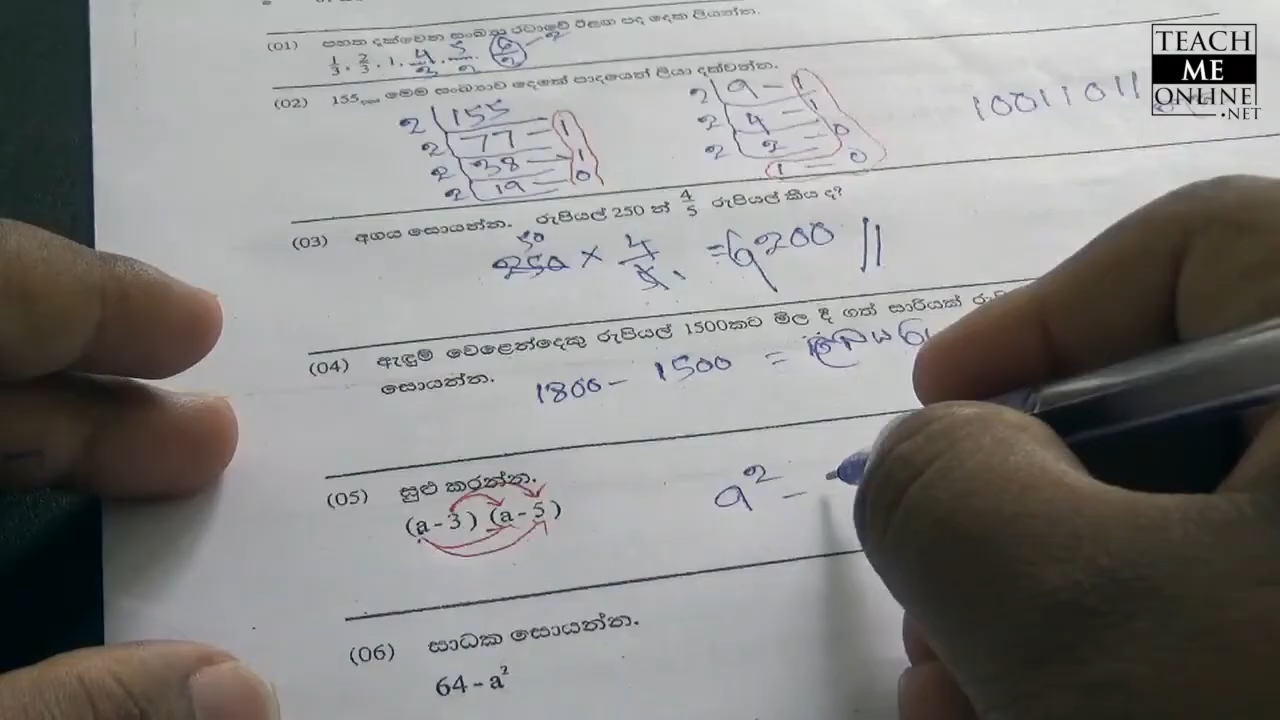 (01) පහත දක්වෙන සංඛ්‍යා රටාවේ ඊළඟ පද දෙක ලියන්න.
1/3, 2/3, 1, 4/3, 5/
(02) 155 මෙම සංඛ්‍යාව දෙකේ පාදයෙන් ලියා දක්වන්න.
2 155
2 77 – 1
2 38 – 1
2 19 – 0
2 9 – 1
2 4 – 1
2 2 – 0
1 – 0
10011011
(03) අගය සොයන්න. රුපියල් 250 න් 4/5 රුපියල් කීය ද?
50
250 × 4/5 = රු 200 //
(04) ඇඳුම් වෙළෙන්දෙකු රුපියල් 1500කට මිල දී ගත් සාරියක්
සොයන්න. 1800 – 1500 =
(05) සුළු කරන්න.
(a - 3) (a - 5) a² –
(06) සාධක සොයන්න.
64 - a²
TEACH
ME
ONLINE
.NET